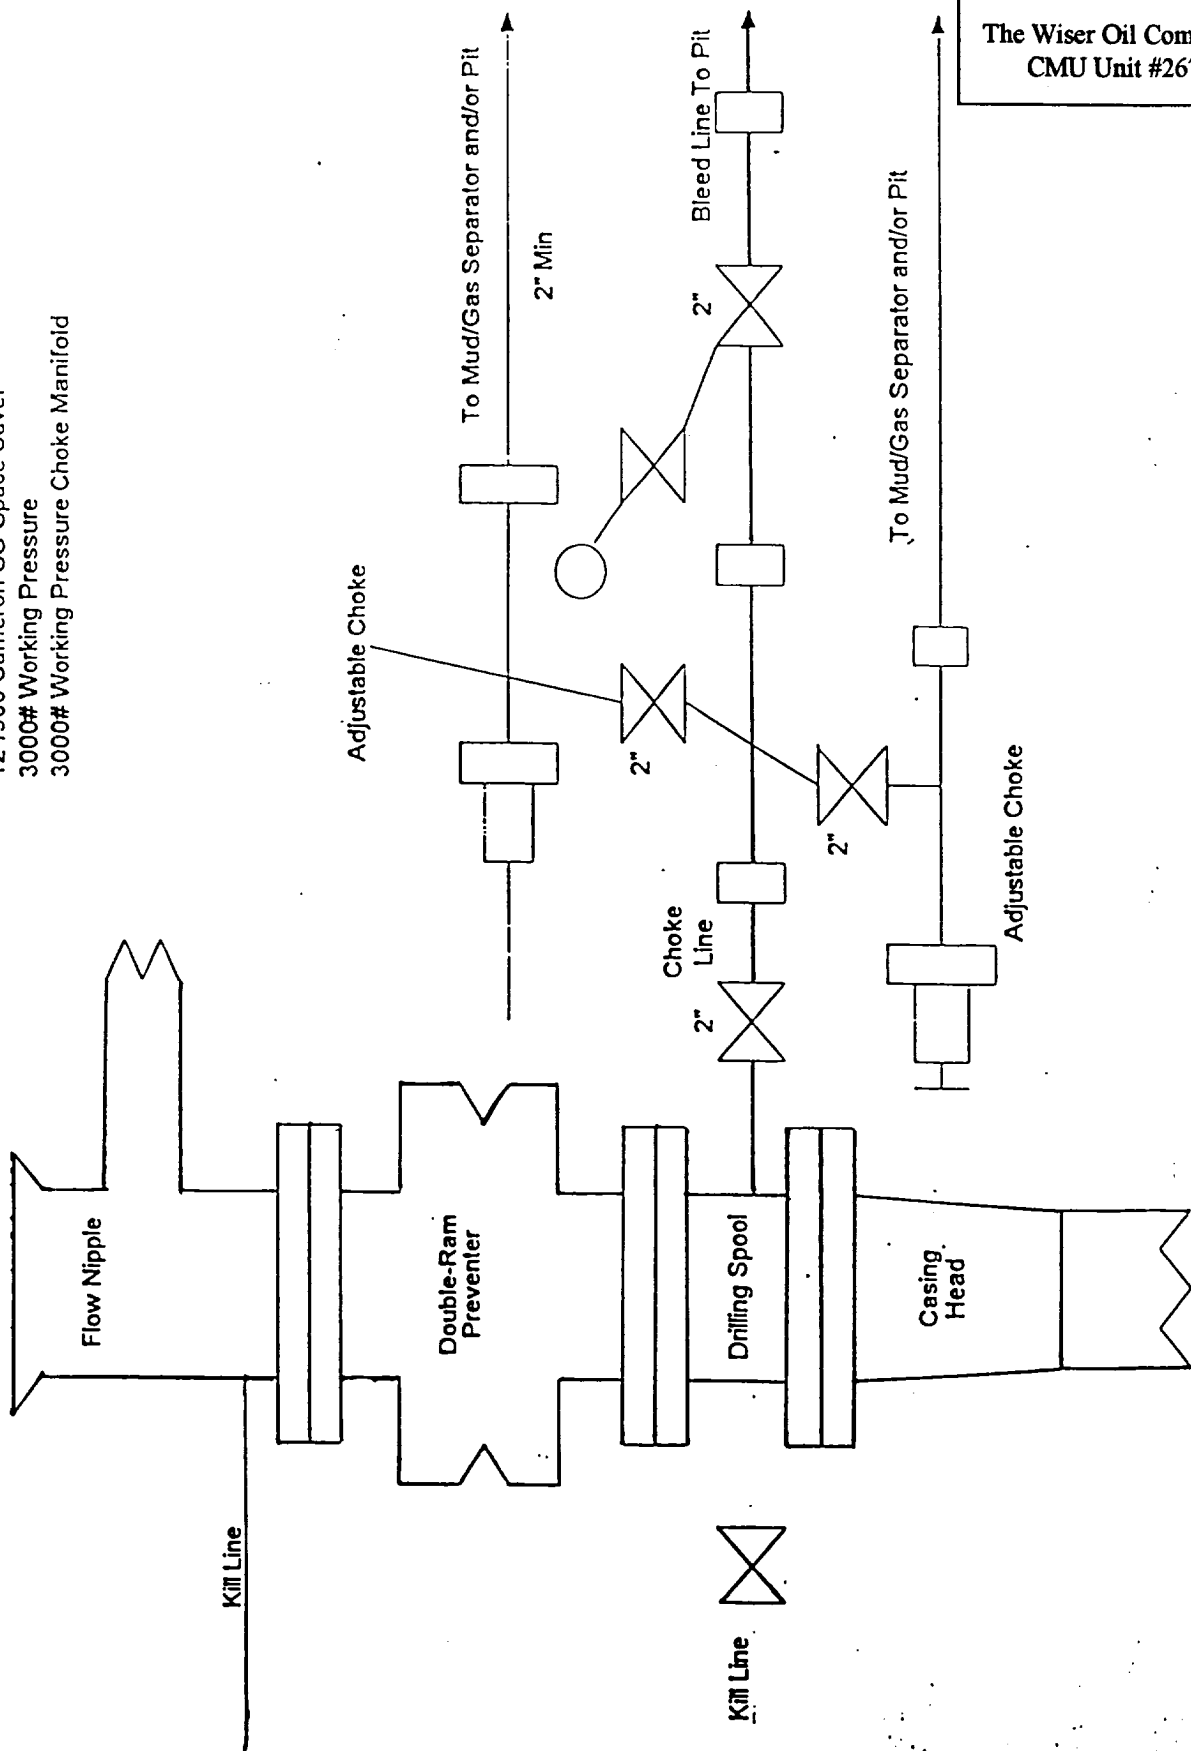 The Wiser Oil
CMU Unit
3000# Working Pressure
3000# Working Pressure Choke Manifold
To Mud/Gas Separator and/or Pit
2" Min
Bleed Line To Pit
2"
To Mud/Gas Separator and/or Pit
Adjustable Choke
2"
2"
Adjustable Choke
Choke
Line
2"
Flow Nipple
Double-Ram
Preventer
Drilling Spool
Casing
Head
Kill Line
Kill Line